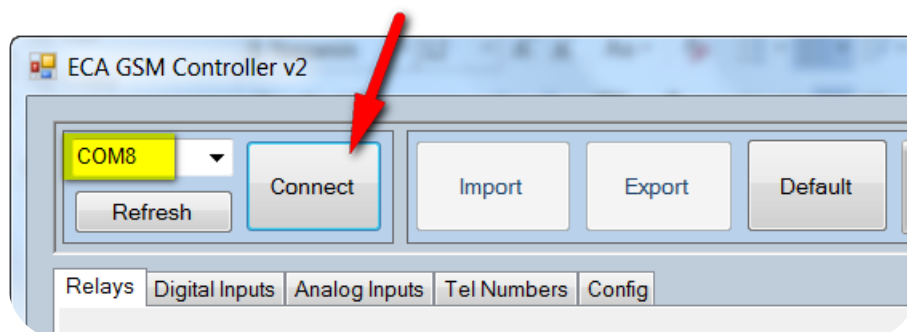 ECA GSM Controller v2
COM8
Refresh
Connect
Import
Export
Default
Relays
Digital Inputs
Analog Inputs
Tel Numbers
Config